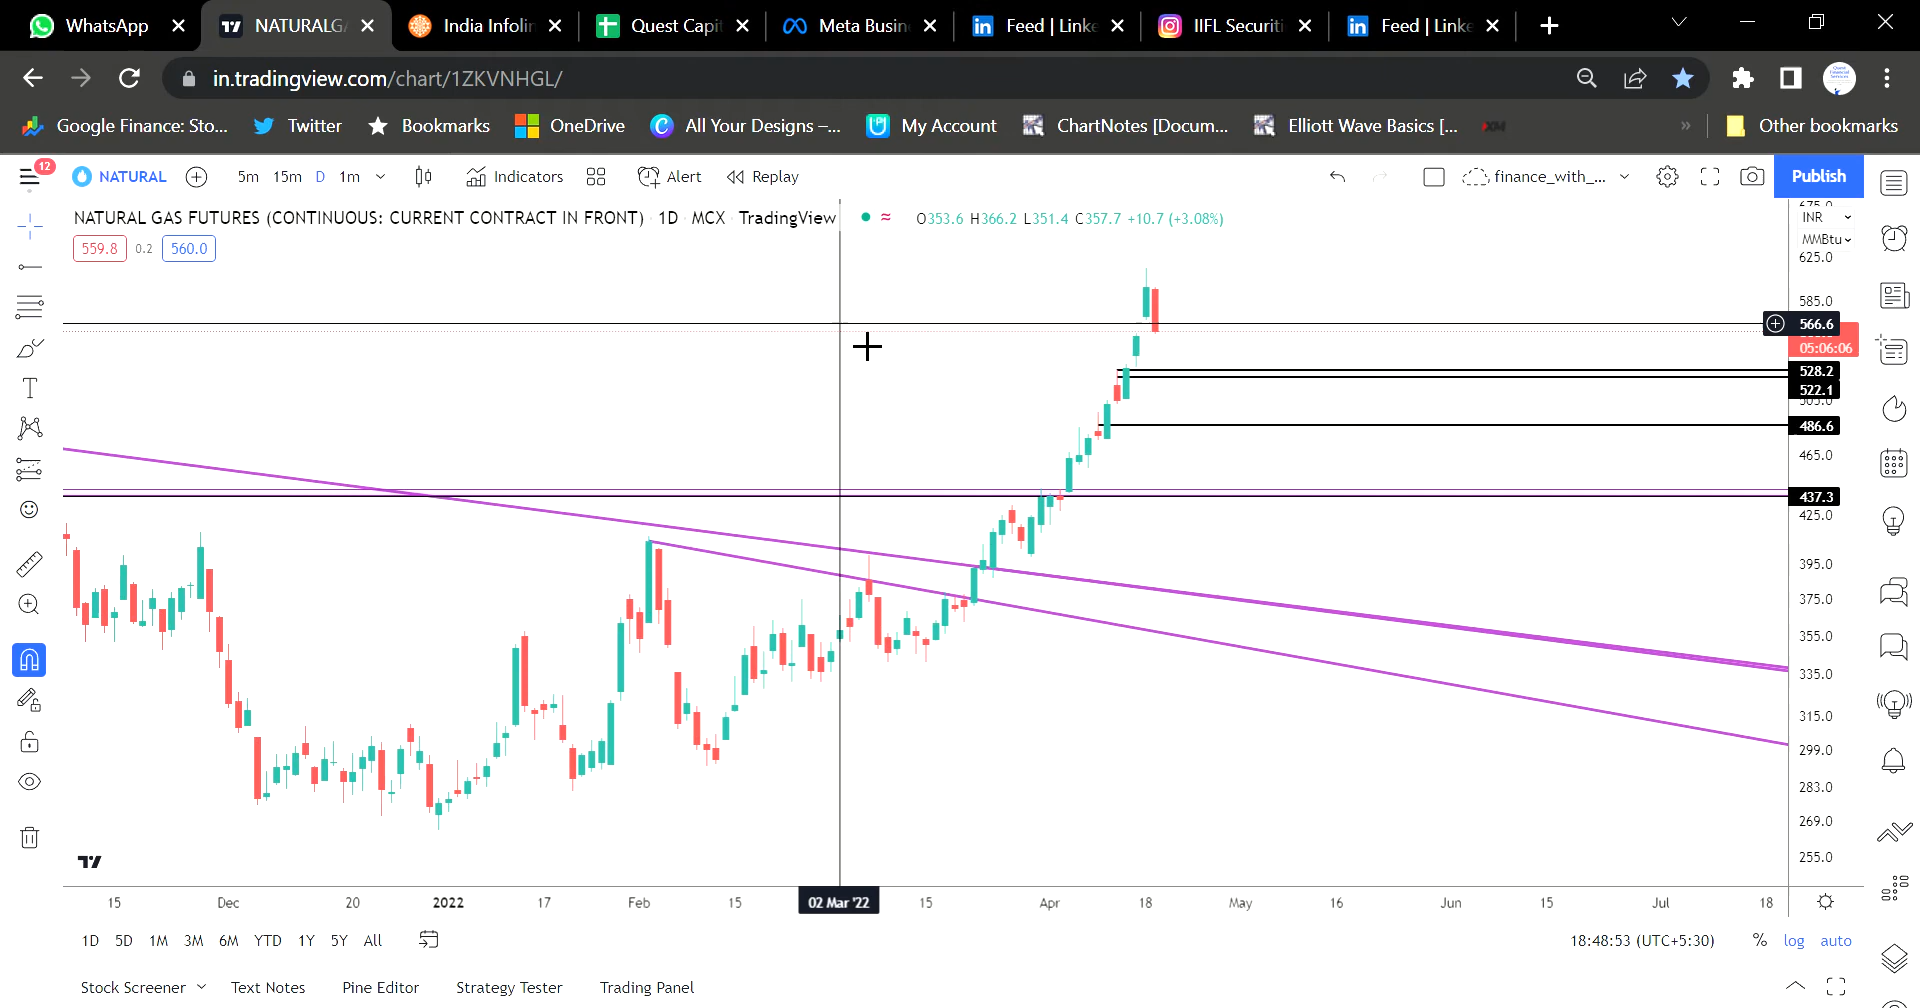 WhatsApp NATURALG India Infolin Quest Capi Meta Busin Feed | Linke IIFL Securiti Feed | Linke
in.tradingview.com/chart/1ZKVNHGL/
Google Finance: Sto... Twitter Bookmarks OneDrive All Your Designs –... My Account ChartNotes [Docum... Elliott Wave Basics [... XM » Other bookmarks
12
NATURAL 5m 15m D 1m Indicators Alert Replay finance_with_... Publish
NATURAL GAS FUTURES (CONTINUOUS: CURRENT CONTRACT IN FRONT) · 1D · MCX · TradingView O353.6 H366.2 L351.4 C357.7 +10.7 (+3.08%)
559.8 0.2 560.0
INR
MMBtu
625.0
585.0
566.6
05:06:06
528.2
522.1
486.6
465.0
437.3
425.0
395.0
375.0
355.0
335.0
315.0
299.0
283.0
269.0
255.0
15 Dec 20 2022 17 Feb 15 02 Mar '22 15 Apr 18 May 16 Jun 15 Jul 18
1D 5D 1M 3M 6M YTD 1Y 5Y All 18:48:53 (UTC+5:30) % log auto
Stock Screener Text Notes Pine Editor Strategy Tester Trading Panel